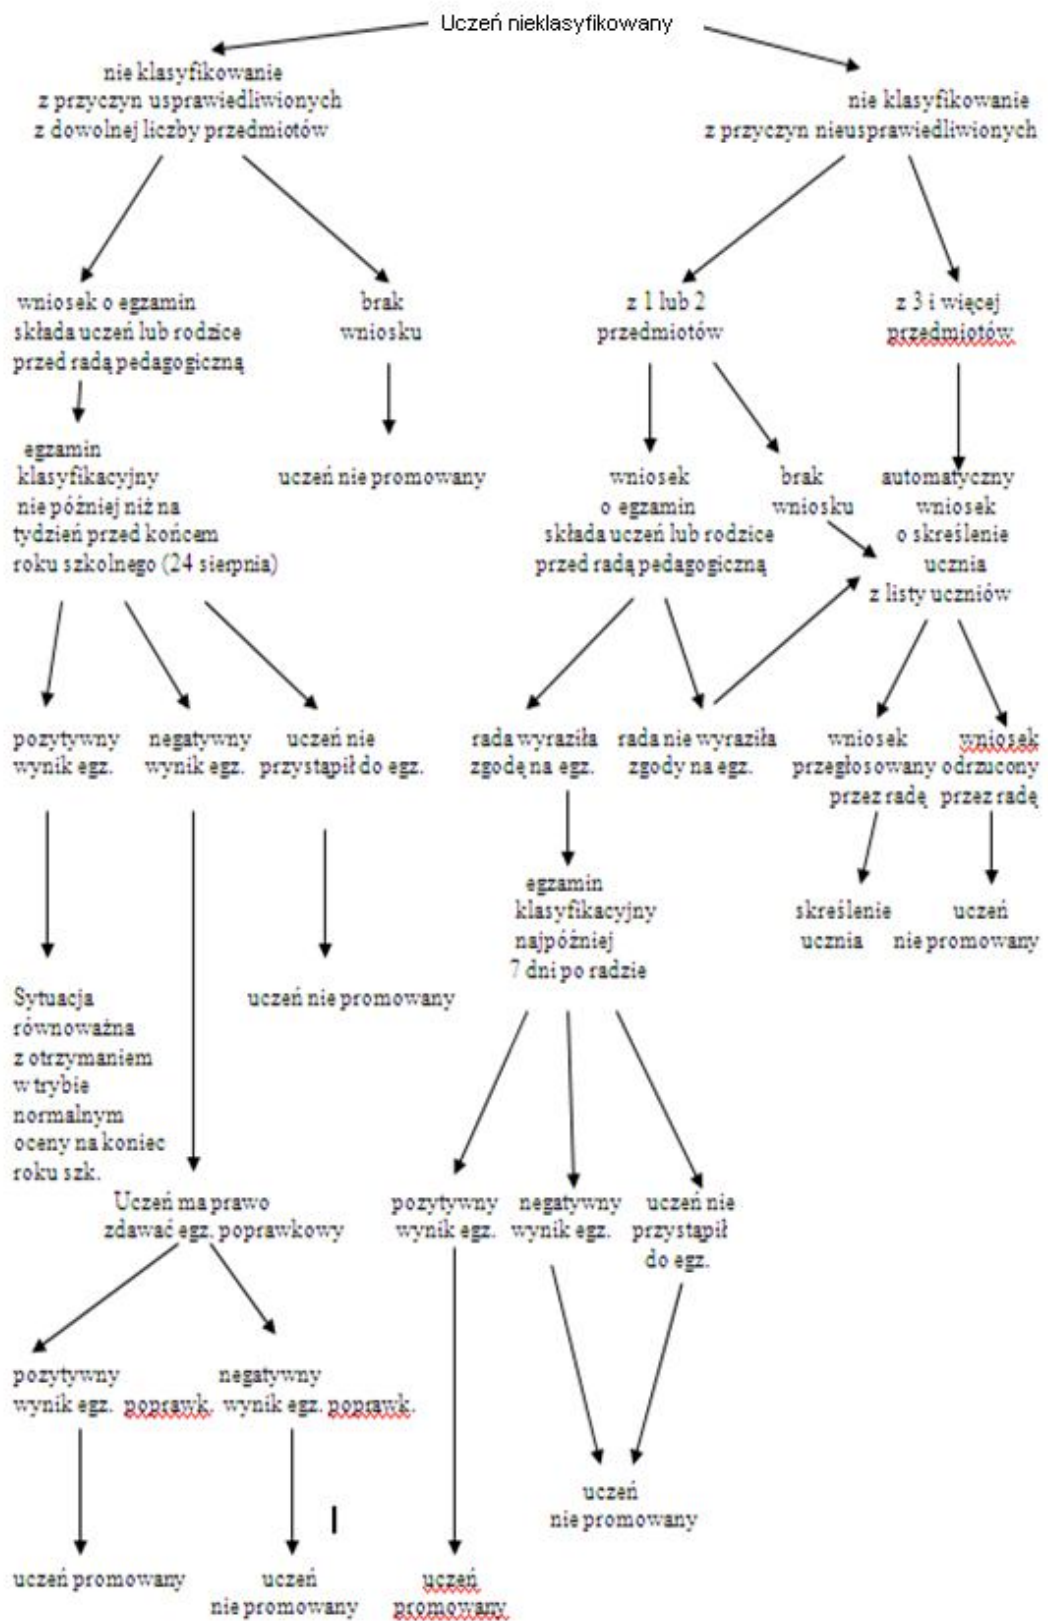 Uczeń nieklasyfikowany
nie klasyfikowanie
z przyczyn usprawiedliwionych
z dowolnej liczby przedmiotów
nie klasyfikowanie
z przyczyn nieusprawiedliwionych
wniosek o egzamin
składa uczeń lub rodzice
przed radą pedagogiczną
brak
wniosku
z 1 lub 2
przedmiotów
z 3 i więcej
przedmiotów
egzamin
klasyfikacyjny
nie później niż na
tydzień przed końcem
roku szkolnego (24 sierpnia)
uczeń nie promowany
wniosek
o egzamin
składa uczeń lub rodzice
przed radą pedagogiczną
brak
wniosku
automatyczny
wniosek
o skreślenie
ucznia
z listy uczniów
pozytywny
wynik egz.
negatywny
wynik egz.
uczeń nie
przystąpił do egz.
rada wyraziła
zgodę na egz.
rada nie wyraziła
zgody na egz.
wniosek
przegłosowany
przez radę
wniosek
odrzucony
przez radę
egzamin
klasyfikacyjny
najpóźniej
7 dni po radzie
skreślenie
ucznia
uczeń
nie promowany
Sytuacja
równoważna
z otrzymaniem
w trybie
normalnym
oceny na koniec
roku szk.
uczeń nie promowany
Uczeń ma prawo
zdawać egz. poprawkowy
pozytywny
wynik egz.
negatywny
wynik egz.
uczeń nie
przystąpił
do egz.
pozytywny
wynik egz. poprawk.
negatywny
wynik egz. poprawk.
uczeń
nie promowany
uczeń promowany
uczeń
nie promowany
uczeń
promowany